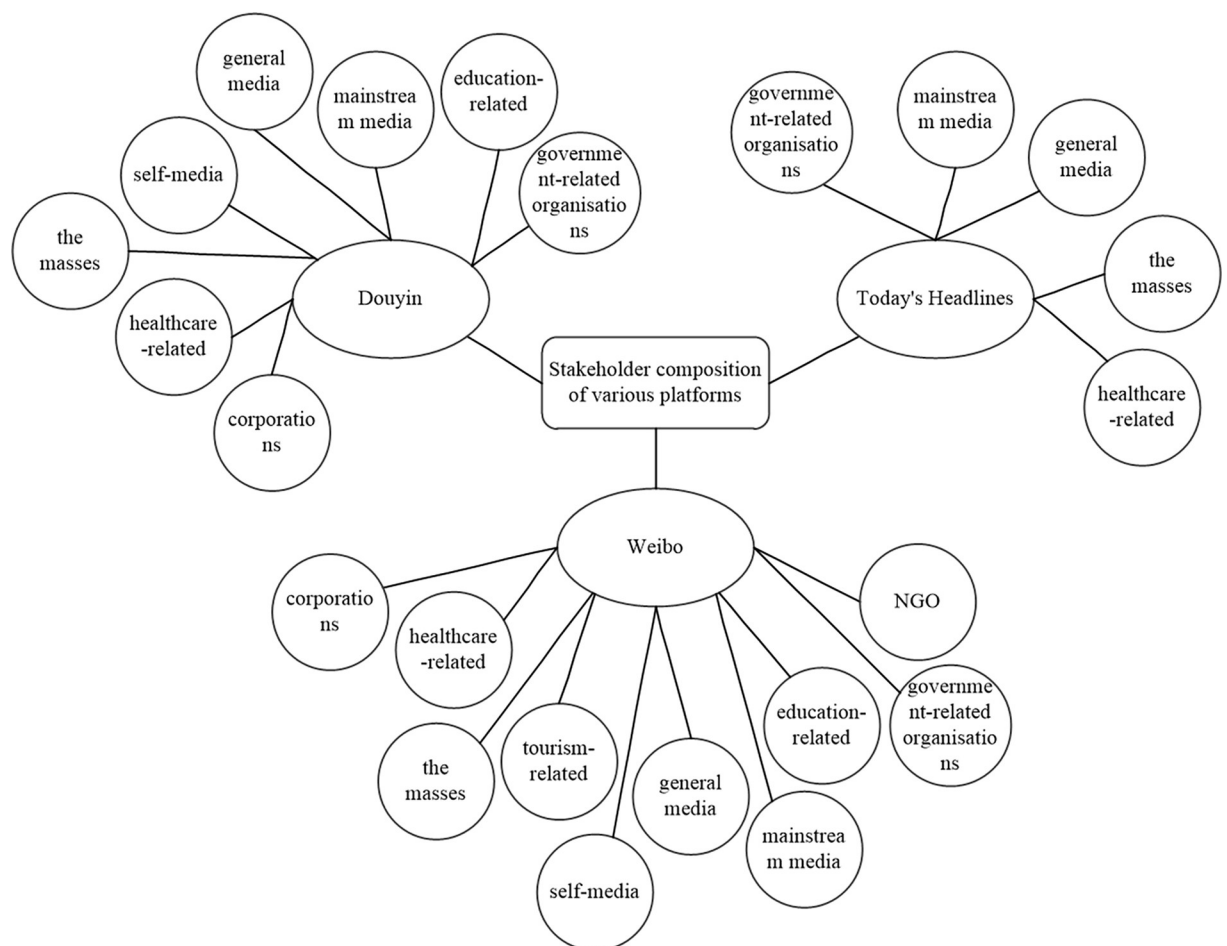 general
media
mainstrea
m media
education-
related
self-media
governme
nt-related
organisatio
ns
the
masses
healthcare
-related
corporatio
ns
Douyin
governme
nt-related
organisatio
ns
mainstrea
m media
general
media
the
masses
healthcare
-related
Today's Headlines
Stakeholder composition
of various platforms
Weibo
corporatio
ns
healthcare
-related
the
masses
tourism-
related
self-media
general
media
mainstrea
m media
education-
related
governme
nt-related
organisatio
ns
NGO